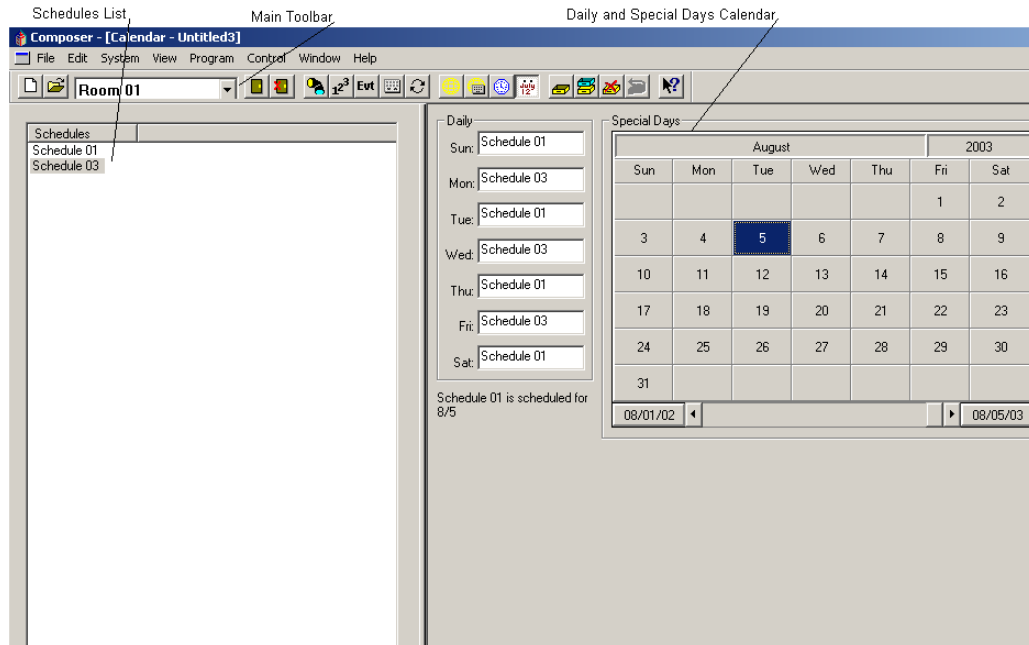 Schedules List
Main Toolbar
Daily and Special Days Calendar
Composer - [Calendar - Untitled3]
File Edit System View Program Control Window Help
Room 01
1 2 3
Evt
July 12
?
Schedules
Schedule 01
Schedule 03
Daily
Sun: Schedule 01
Mon: Schedule 03
Tue: Schedule 01
Wed: Schedule 03
Thu: Schedule 01
Fri: Schedule 03
Sat: Schedule 01
Schedule 01 is scheduled for
8/5
Special Days
August 2003
Sun Mon Tue Wed Thu Fri Sat
1 2
3 4 5 6 7 8 9
10 11 12 13 14 15 16
17 18 19 20 21 22 23
24 25 26 27 28 29 30
31
08/01/02 08/05/03